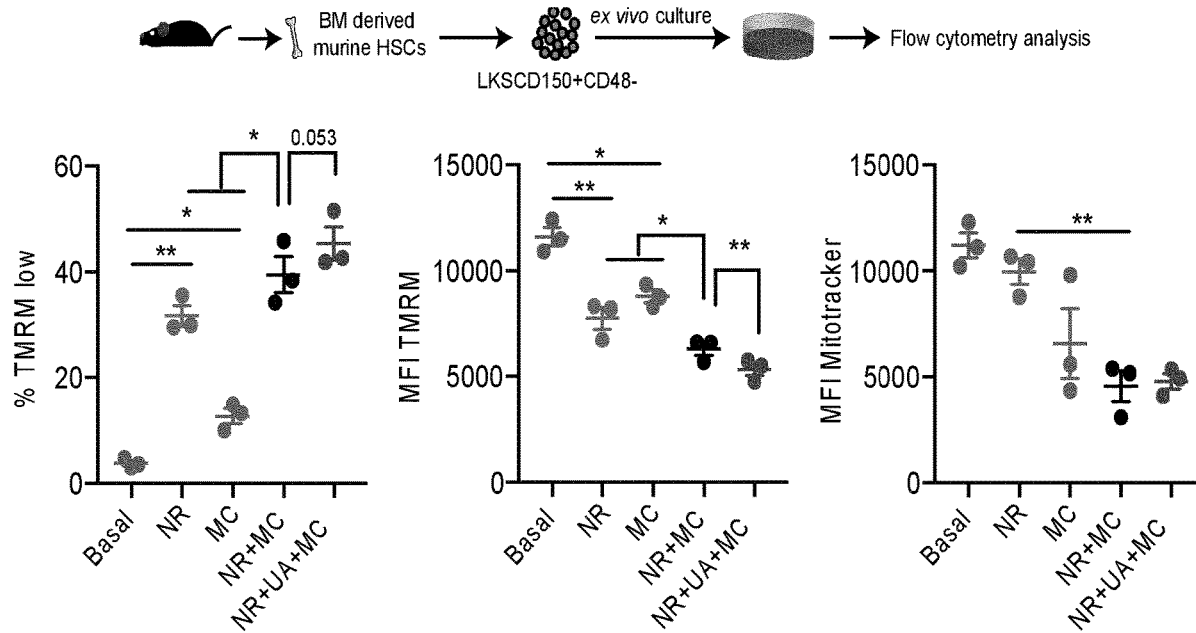 BM derived
murine HSCs
ex vivo culture
Flow cytometry analysis
LKSCD150+CD48-
% TMRM low
60
40
20
0
*
**
*
0.053
Basal
NR
MC
NR+MC
NR+UA+MC
MFI TMRM
15000
10000
5000
0
*
**
*
**
Basal
NR
MC
NR+MC
NR+UA+MC
MFI Mitotracker
15000
10000
5000
0
**
Basal
NR
MC
NR+MC
NR+UA+MC